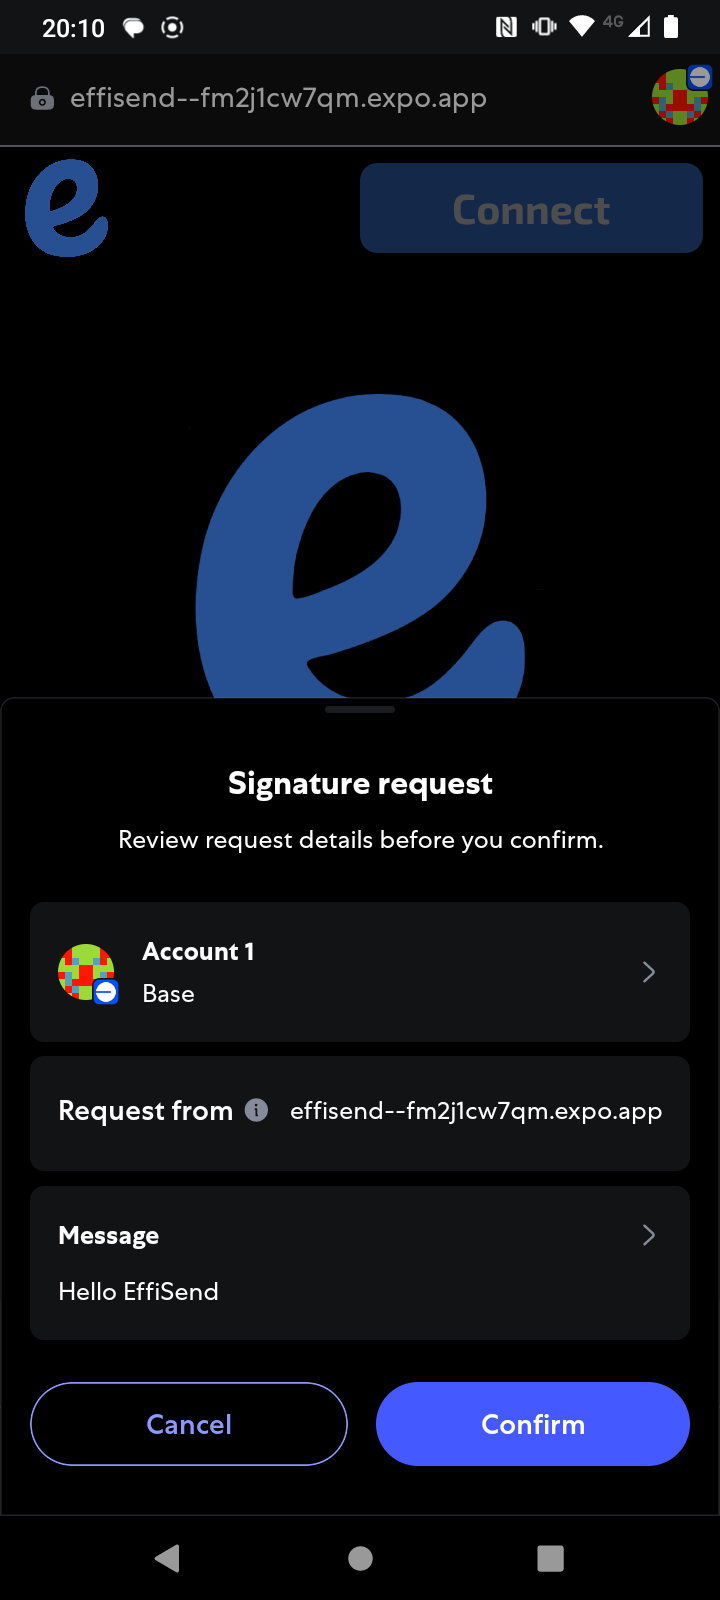 20:10
4G
effisend--fm2j1cw7qm.expo.app
e
Connect
e
Signature request
Review request details before you confirm.
Account 1
Base
Request from effisend--fm2j1cw7qm.expo.app
Message
Hello EffiSend
Cancel
Confirm